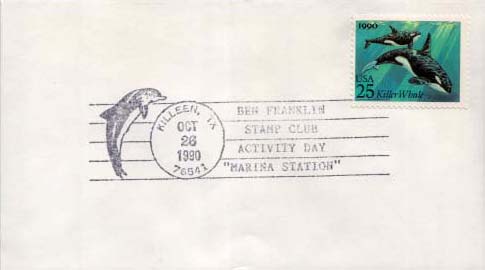 1990
USA
25 Killer Whale
KILLEEN, TX
OCT
26
1990
76541
BEN FRANKLIN
STAMP CLUB
ACTIVITY DAY
"MARINA STATION"